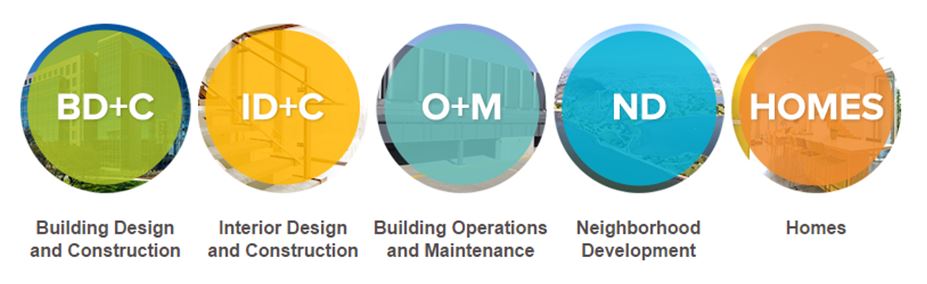 BD+C
ID+C
O+M
ND
HOMES
Building Design
and Construction
Interior Design
and Construction
Building Operations
and Maintenance
Neighborhood
Development
Homes